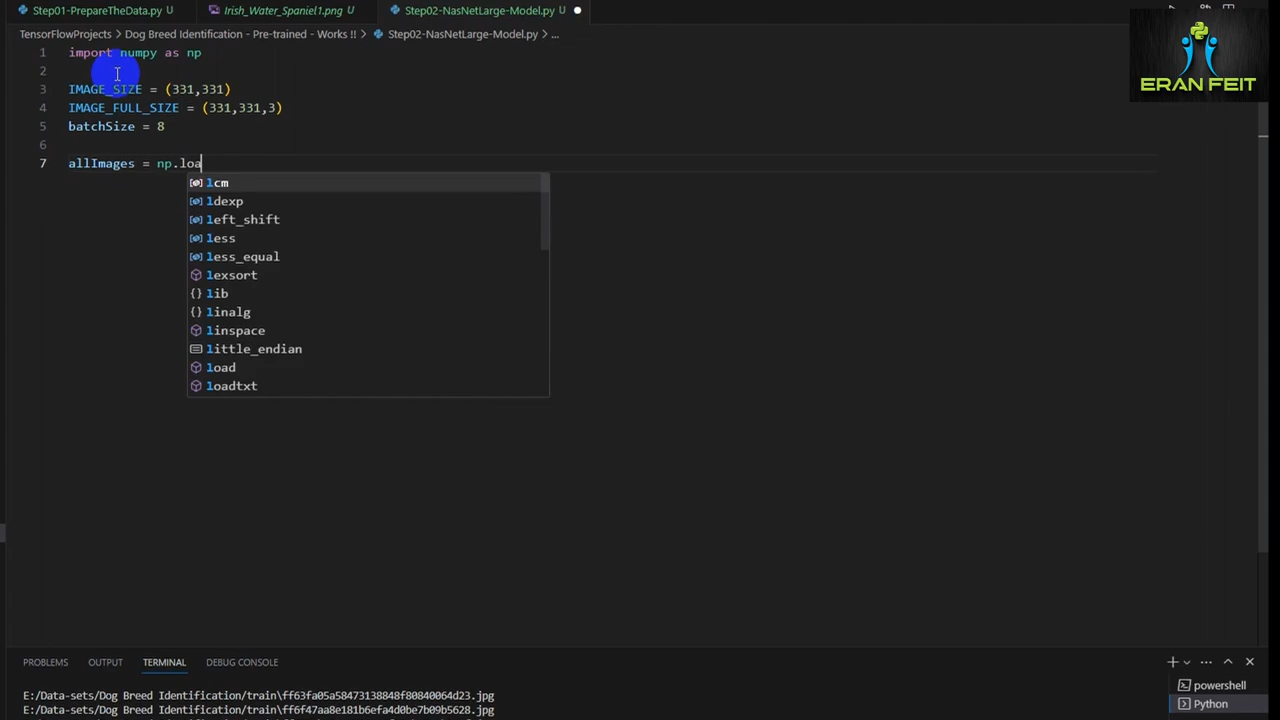 Step01-PrepareTheData.py U
Irish_Water_Spaniel1.png U
Step02-NasNetLarge-Model.py U
TensorFlowProjects > Dog Breed Identification - Pre-trained - Works !! > Step02-NasNetLarge-Model.py > ...
ERAN FEIT
1 import numpy as np
2
3 IMAGE_SIZE = (331,331)
4 IMAGE_FULL_SIZE = (331,331,3)
5 batchSize = 8
6
7 allImages = np.loa
lcm
ldexp
left_shift
less
less_equal
lexsort
{} lib
{} linalg
linspace
little_endian
load
loadtxt
PROBLEMS OUTPUT TERMINAL DEBUG CONSOLE
E:/Data-sets/Dog Breed Identification/train\ff63fa05a58473138848f80840064d23.jpg
E:/Data-sets/Dog Breed Identification/train\ff6f47aa8e181b6efa4d0be7b09b5628.jpg
powershell
Python